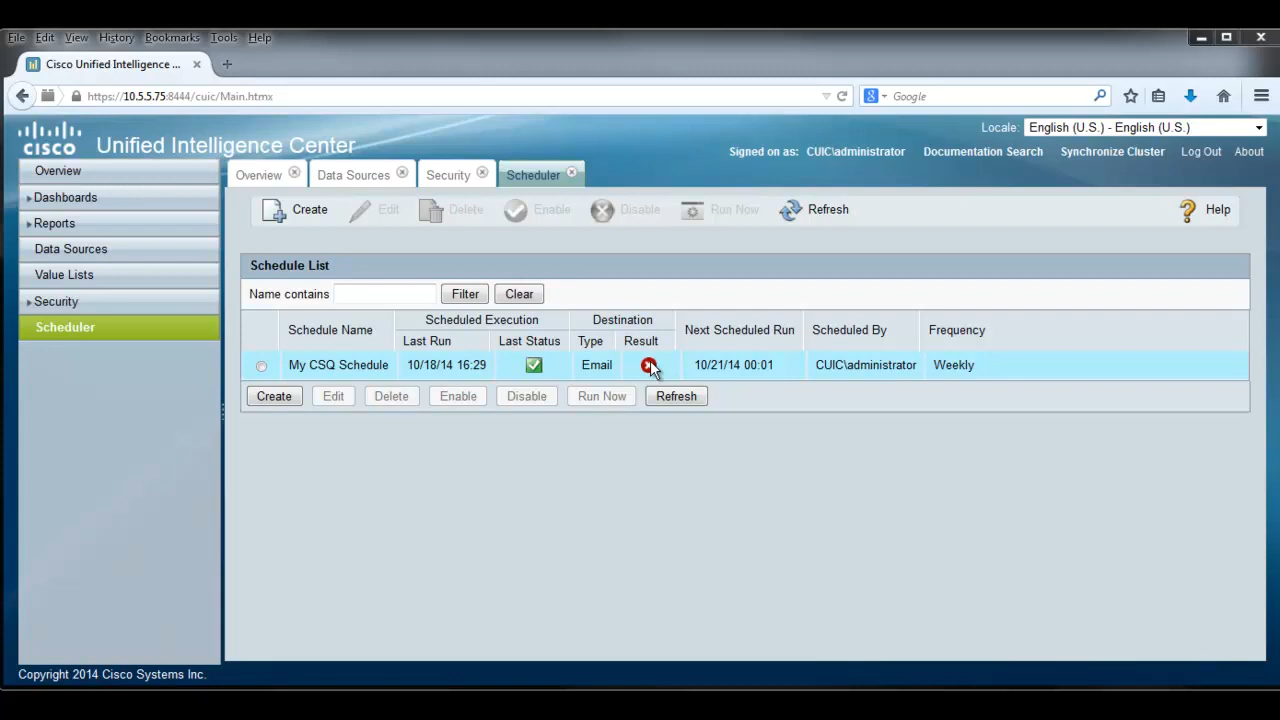 File Edit View History Bookmarks Tools Help
Cisco Unified Intelligence ...
https://10.5.5.75:8444/cuic/Main.htmx
Google
Locale: English (U.S.) - English (U.S.)
CISCO Unified Intelligence Center
Signed on as: CUIC\administrator Documentation Search Synchronize Cluster Log Out About
Overview
Dashboards
Reports
Data Sources
Value Lists
Security
Scheduler
Overview Data Sources Security Scheduler
Create Edit Delete Enable Disable Run Now Refresh Help
Schedule List
Name contains Filter Clear
Schedule Name Scheduled Execution Destination Next Scheduled Run Scheduled By Frequency
Last Run Last Status Type Result
My CSQ Schedule 10/18/14 16:29 Email 10/21/14 00:01 CUIC\administrator Weekly
Create Edit Delete Enable Disable Run Now Refresh
Copyright 2014 Cisco Systems Inc.